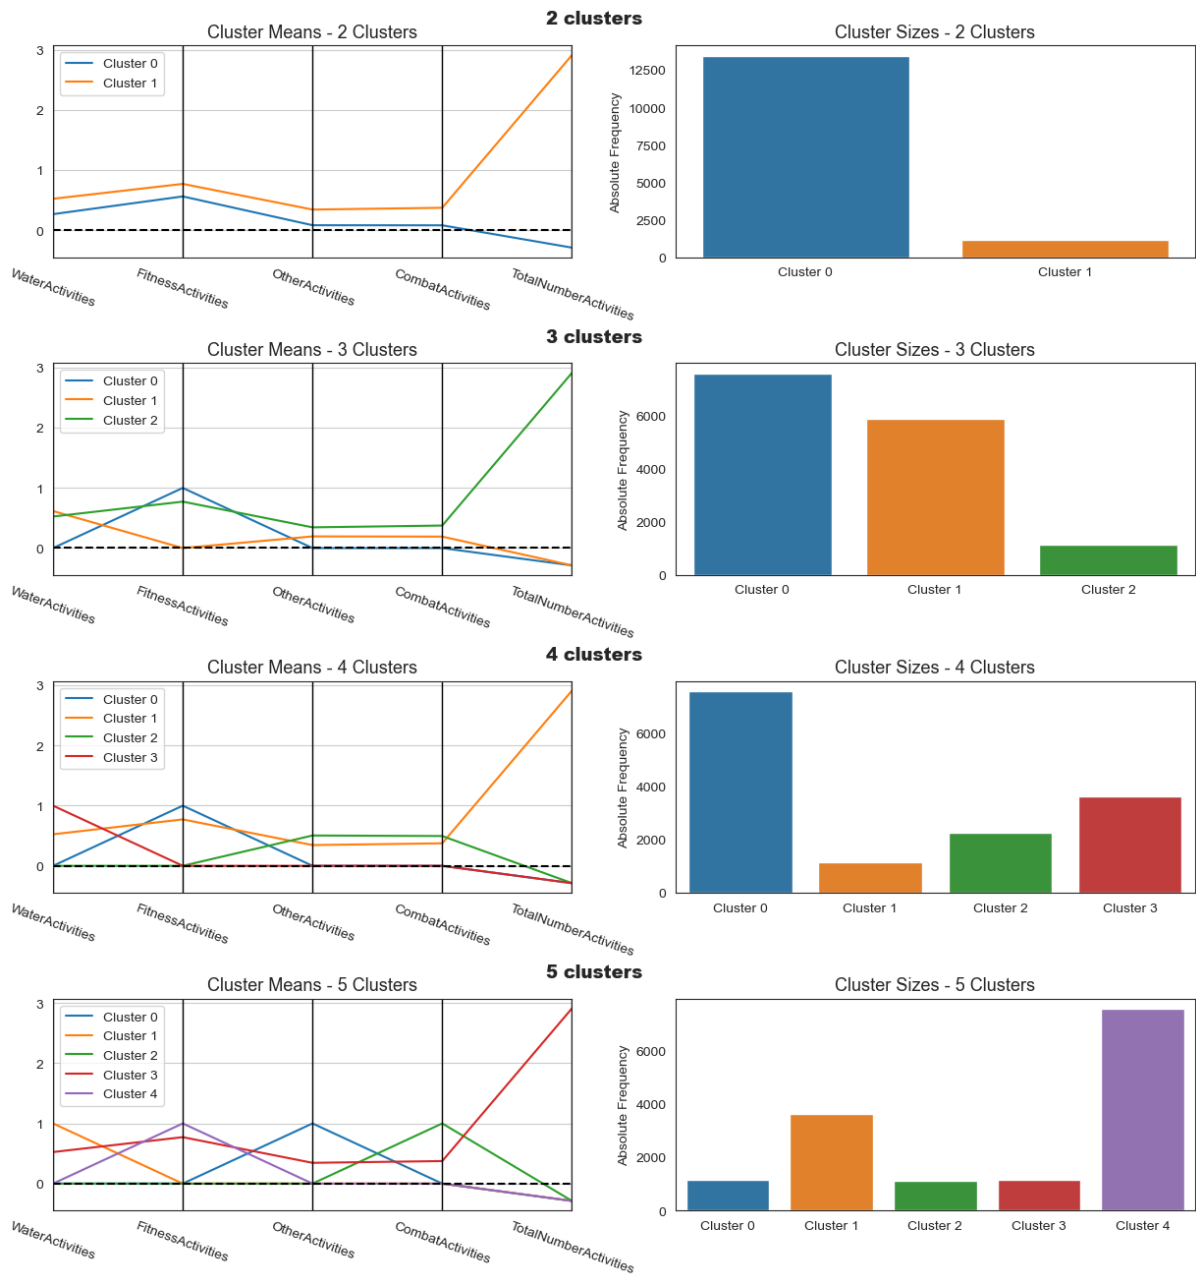 2 clusters
Cluster Means - 2 Clusters
3
2
1
0
Cluster 0
Cluster 1
WaterActivities
FitnessActivities
OtherActivities
CombatActivities
TotalNumberActivities
Cluster Sizes - 2 Clusters
Absolute Frequency
12500
10000
7500
5000
2500
0
Cluster 0
Cluster 1
3 clusters
Cluster Means - 3 Clusters
3
2
1
0
Cluster 0
Cluster 1
Cluster 2
WaterActivities
FitnessActivities
OtherActivities
CombatActivities
TotalNumberActivities
Cluster Sizes - 3 Clusters
Absolute Frequency
6000
4000
2000
0
Cluster 0
Cluster 1
Cluster 2
4 clusters
Cluster Means - 4 Clusters
3
2
1
0
Cluster 0
Cluster 1
Cluster 2
Cluster 3
WaterActivities
FitnessActivities
OtherActivities
CombatActivities
TotalNumberActivities
Cluster Sizes - 4 Clusters
Absolute Frequency
6000
4000
2000
0
Cluster 0
Cluster 1
Cluster 2
Cluster 3
5 clusters
Cluster Means - 5 Clusters
3
2
1
0
Cluster 0
Cluster 1
Cluster 2
Cluster 3
Cluster 4
WaterActivities
FitnessActivities
OtherActivities
CombatActivities
TotalNumberActivities
Cluster Sizes - 5 Clusters
Absolute Frequency
6000
4000
2000
0
Cluster 0
Cluster 1
Cluster 2
Cluster 3
Cluster 4